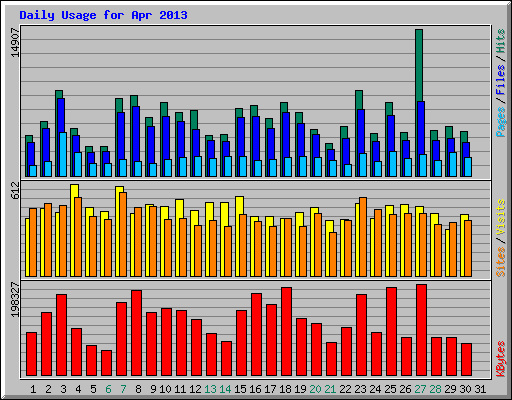 Daily Usage for Apr 2013
14907
Pages / Files / Hits
612
Sites / Visits
198327
KBytes
1 2 3 4 5 6 7 8 9 10 11 12 13 14 15 16 17 18 19 20 21 22 23 24 25 26 27 28 29 30 31